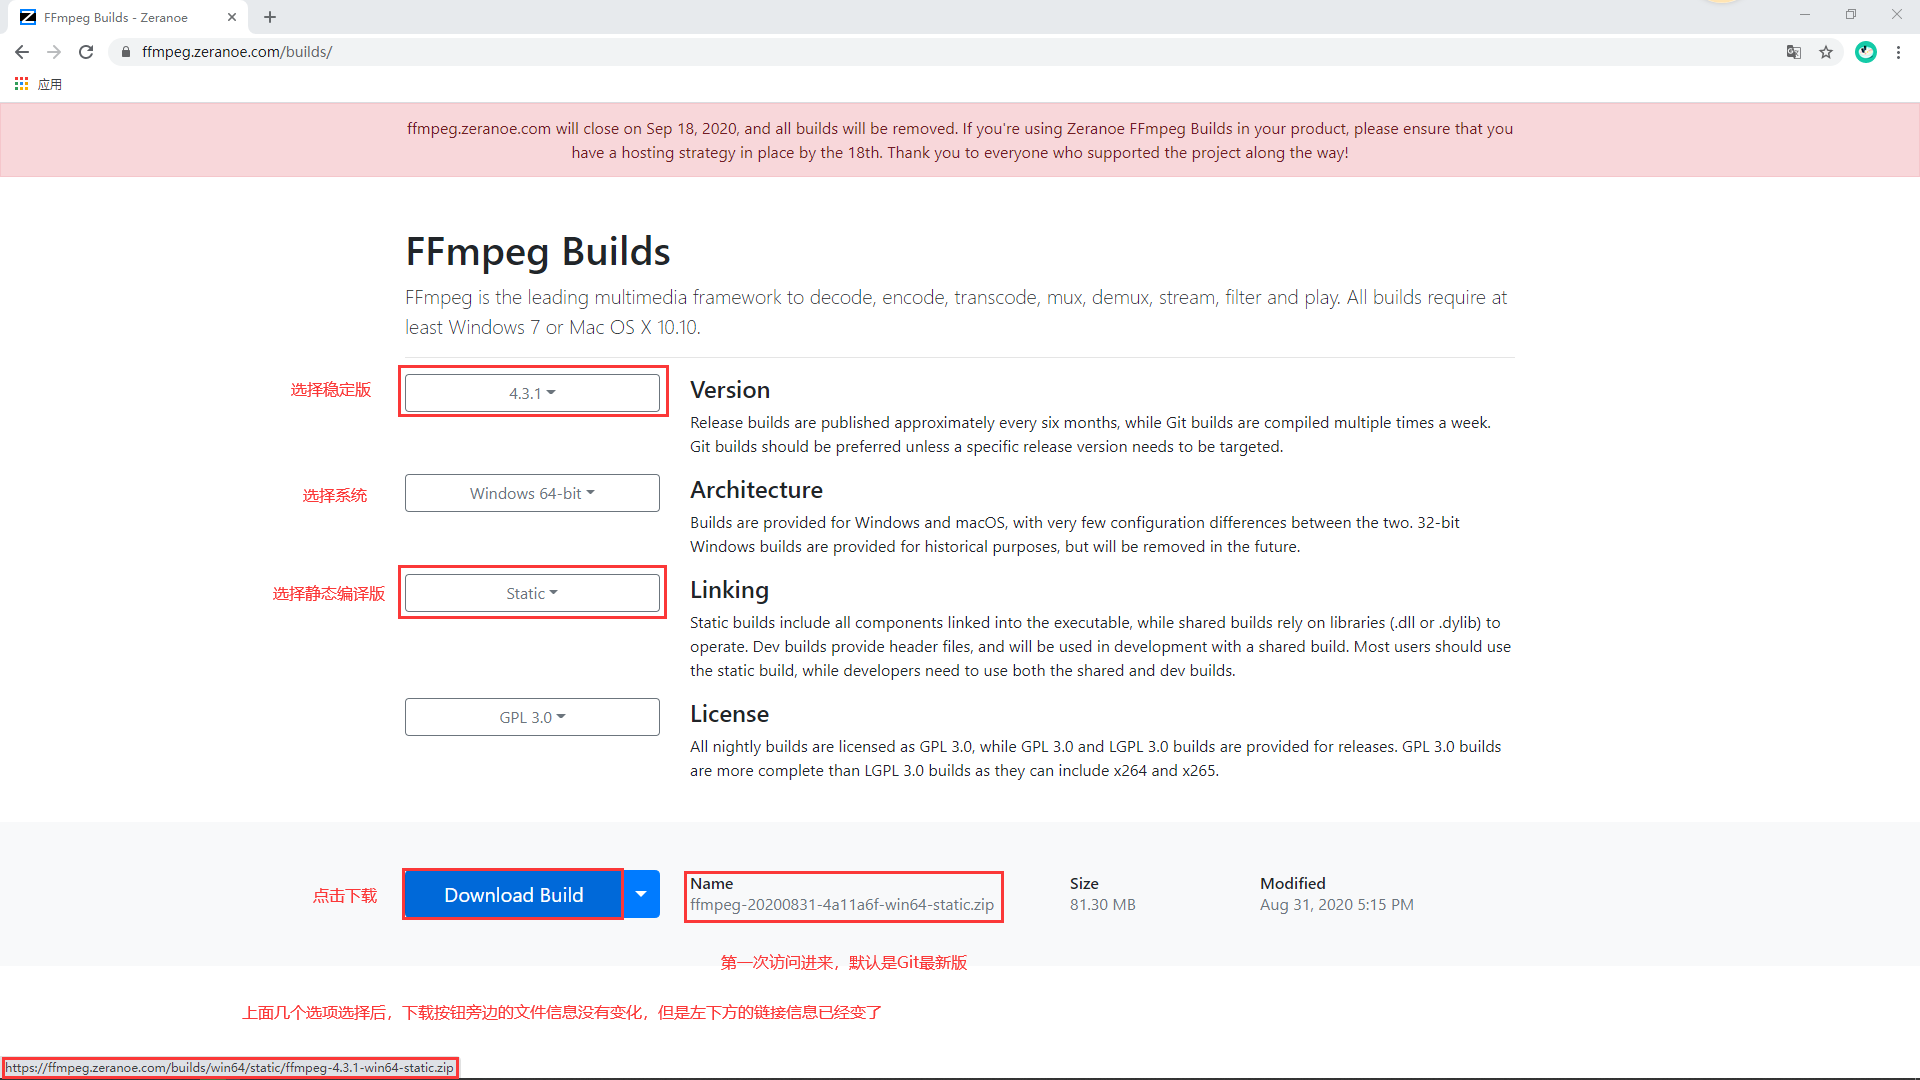 FFmpeg Builds - Zeranoe
ffmpeg.zeranoe.com/builds/
应用
ffmpeg.zeranoe.com will close on Sep 18, 2020, and all builds will be removed. If you're using Zeranoe FFmpeg Builds in your product, please ensure that you
have a hosting strategy in place by the 18th. Thank you to everyone who supported the project along the way!
FFmpeg Builds
FFmpeg is the leading multimedia framework to decode, encode, transcode, mux, demux, stream, filter and play. All builds require at
least Windows 7 or Mac OS X 10.10.
选择稳定版
4.3.1
Version
Release builds are published approximately every six months, while Git builds are compiled multiple times a week.
Git builds should be preferred unless a specific release version needs to be targeted.
选择系统
Windows 64-bit
Architecture
Builds are provided for Windows and macOS, with very few configuration differences between the two. 32-bit
Windows builds are provided for historical purposes, but will be removed in the future.
选择静态编译版
Static
Linking
Static builds include all components linked into the executable, while shared builds rely on libraries (.dll or .dylib) to
operate. Dev builds provide header files, and will be used in development with a shared build. Most users should use
the static build, while developers need to use both the shared and dev builds.
GPL 3.0
License
All nightly builds are licensed as GPL 3.0, while GPL 3.0 and LGPL 3.0 builds are provided for releases. GPL 3.0 builds
are more complete than LGPL 3.0 builds as they can include x264 and x265.
点击下载
Download Build
Name
ffmpeg-20200831-4a11a6f-win64-static.zip
Size
81.30 MB
Modified
Aug 31, 2020 5:15 PM
第一次访问进来，默认是Git最新版
上面几个选项选择后，下载按钮旁边的文件信息没有变化，但是左下方的链接信息已经变了
https://ffmpeg.zeranoe.com/builds/win64/static/ffmpeg-4.3.1-win64-static.zip